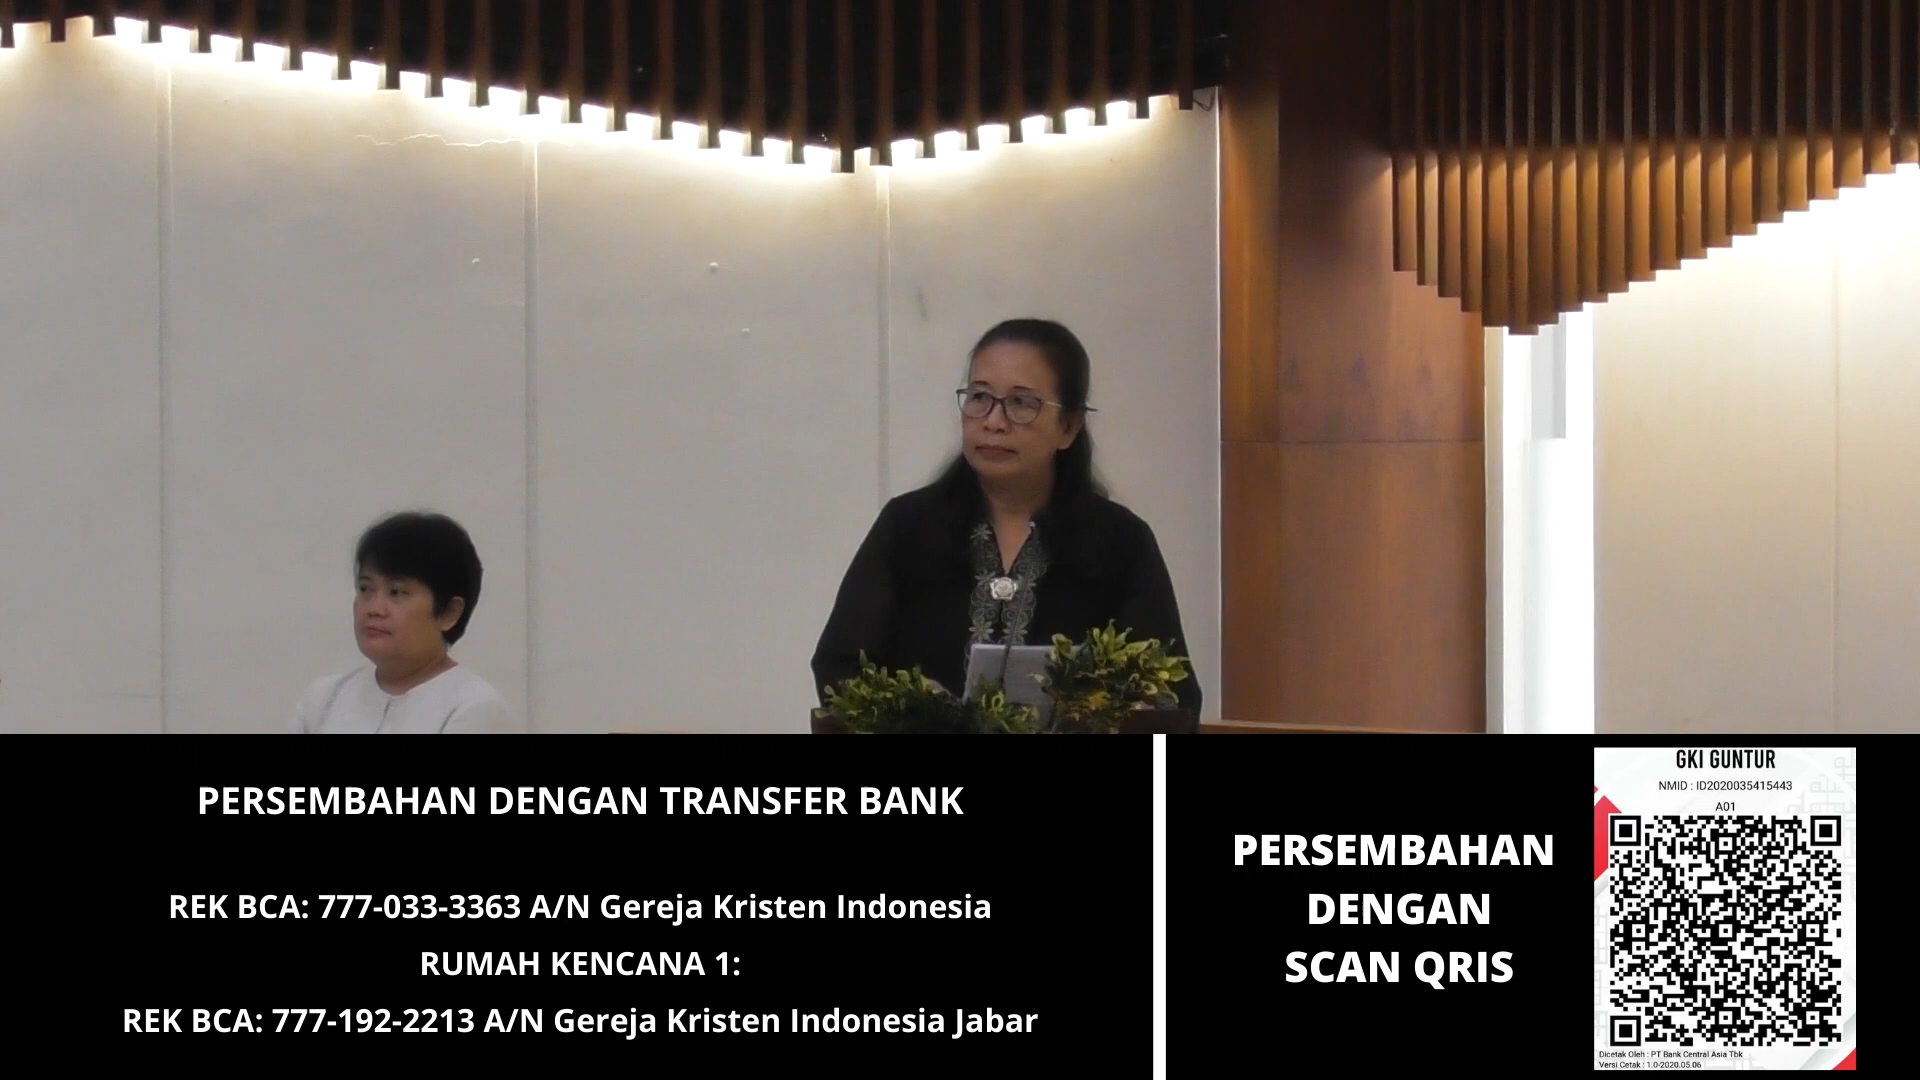 PERSEMBAHAN DENGAN TRANSFER BANK
REK BCA: 777-033-3363 A/N Gereja Kristen Indonesia
RUMAH KENCANA 1:
REK BCA: 777-192-2213 A/N Gereja Kristen Indonesia Jabar
PERSEMBAHAN
DENGAN
SCAN QRIS
GKI GUNTUR
NMID : ID2020035415443
A01
Dicetak Oleh : PT Bank Central Asia Tbk
Versi Cetak : 1.0-2020.05.06